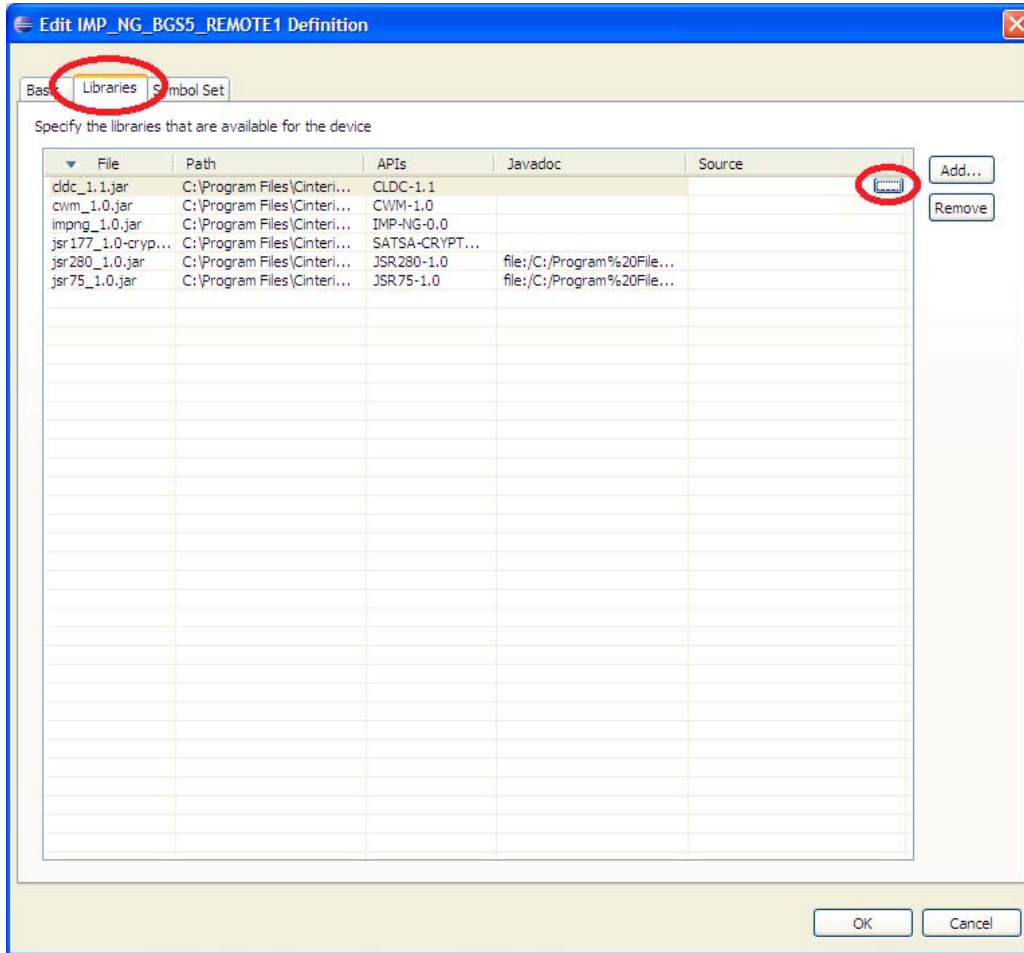 Edit IMP_NG_BGS5_REMOTE1 Definition
Basic Libraries Symbol Set
Specify the libraries that are available for the device
File Path APIs Javadoc Source
cldc_1.1.jar C:\Program Files\Cinteri... CLDC-1.1 ...
cwm_1.0.jar C:\Program Files\Cinteri... CWM-1.0
impng_1.0.jar C:\Program Files\Cinteri... IMP-NG-0.0
jsr177_1.0-cryp... C:\Program Files\Cinteri... SATSA-CRYPT...
jsr280_1.0.jar C:\Program Files\Cinteri... JSR280-1.0 file:/C:/Program%20File...
jsr75_1.0.jar C:\Program Files\Cinteri... JSR75-1.0 file:/C:/Program%20File...
Add...
Remove
OK Cancel